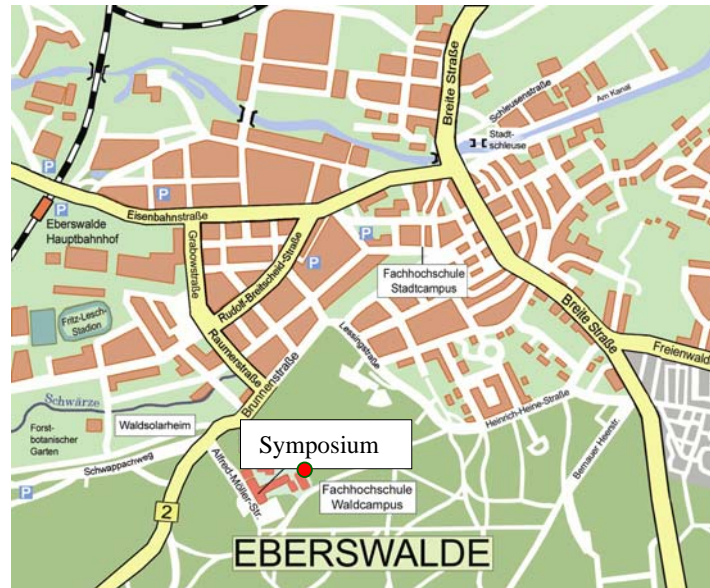 Breite Straße
Schleusenstraße
Am Kanal
Stadt-
schleuse
P
P
P
P
P
Eisenbahnstraße
Eberswalde
Hauptbahnhof
Grabowstraße
Rudolf-Breitscheid-Straße
Fachhochschule
Stadtcampus
Fritz-Lesch-
Stadion
Raumerstraße
Lessingstraße
Breite Straße
Freienwald
Schwärze
Brunnenstraße
Heinrich-Heine-Straße
Forst-
botanischer
Garten
Waldsolarheim
Bernauer Heerstr.
Symposium
Schwappachweg
Alfred-Möller-Str.
Fachhochschule
Waldcampus
P
2
EBERSWALDE